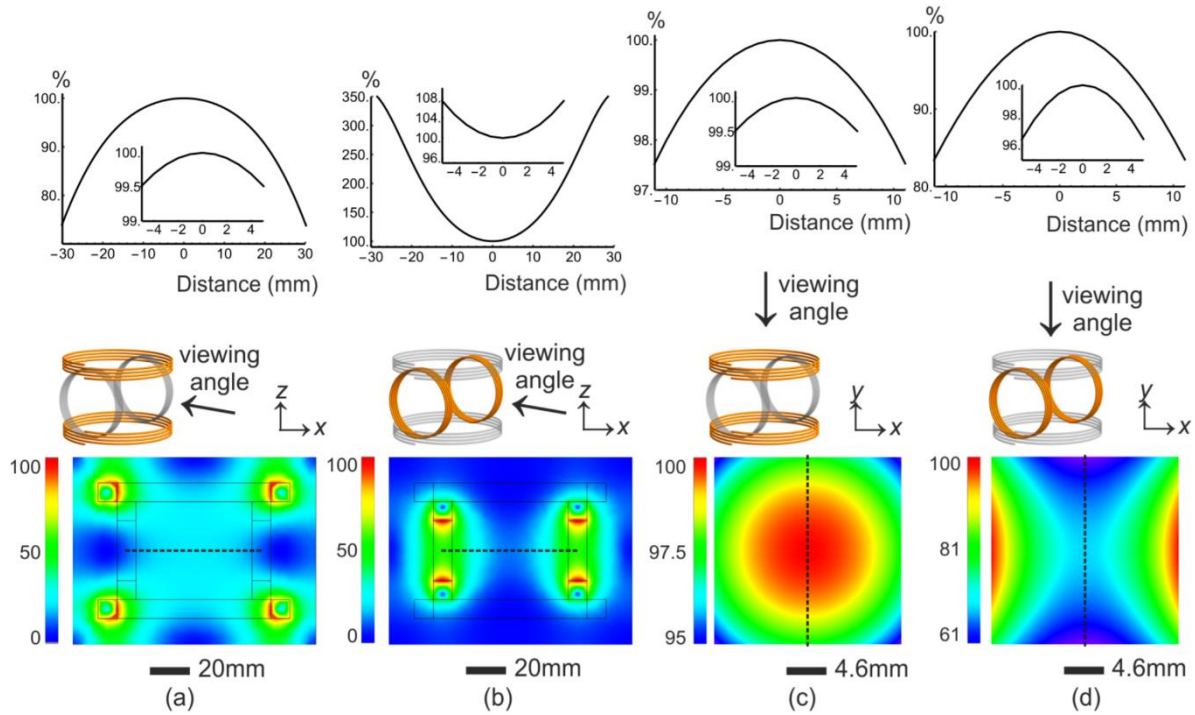 %
100.
90.
80.
100.
99.5
99.
−4 −2 0 2 4
−30 −20 −10 0 10 20 30
Distance (mm)
%
350
300.
250.
200.
150.
100.
108.
104.
100.
96.
−4 −2 0 2 4
−30 −20 −10 0 10 20 30
Distance (mm)
%
100.
99.
98.
97.
100.
99.5
99.
−4 −2 0 2 4
−10 −5 0 5 10
Distance (mm)
%
100.
90.
80
100.
98.
96.
−4 −2 0 2 4
−10 −5 0 5 10
Distance (mm)
viewing
angle
z
x
viewing
angle
z
x
viewing
angle
y
x
viewing
angle
y
x
100
50
0
20mm
(a)
100
50
0
20mm
(b)
100
97.5
95
4.6mm
(c)
100
81
61
4.6mm
(d)